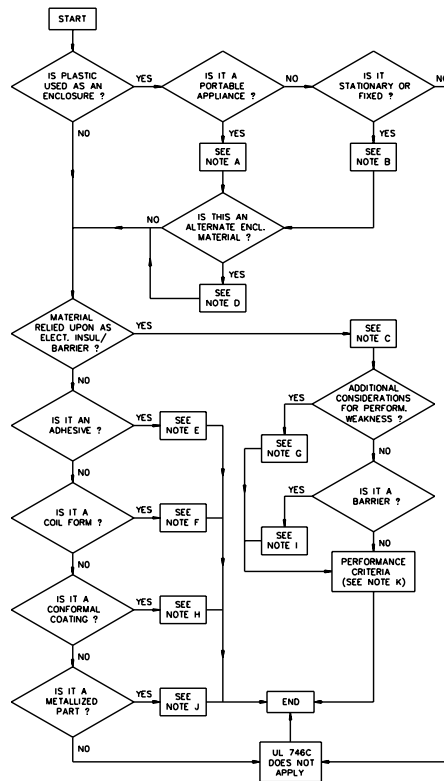 START
IS PLASTIC
USED AS AN
ENCLOSURE ?
YES
IS IT A
PORTABLE
APPLIANCE ?
NO
IS IT
STATIONARY OR
FIXED ?
NO
NO
YES
YES
SEE
NOTE A
SEE
NOTE B
NO
IS THIS AN
ALTERNATE ENCL.
MATERIAL ?
YES
SEE
NOTE D
MATERIAL
RELIED UPON AS
ELECT. INSUL/
BARRIER ?
YES
SEE
NOTE C
NO
ADDITIONAL
CONSIDERATIONS
FOR PERFORM.
WEAKNESS ?
YES
NO
SEE
NOTE G
IS IT AN
ADHESIVE ?
YES
SEE
NOTE E
NO
IS IT A
BARRIER ?
YES
NO
SEE
NOTE I
IS IT A
COIL FORM ?
YES
SEE
NOTE F
NO
PERFORMANCE
CRITERIA
(SEE NOTE K)
IS IT A
CONFORMAL
COATING ?
YES
SEE
NOTE H
NO
IS IT A
METALLIZED
PART ?
YES
SEE
NOTE J
END
NO
UL 746C
DOES NOT
APPLY